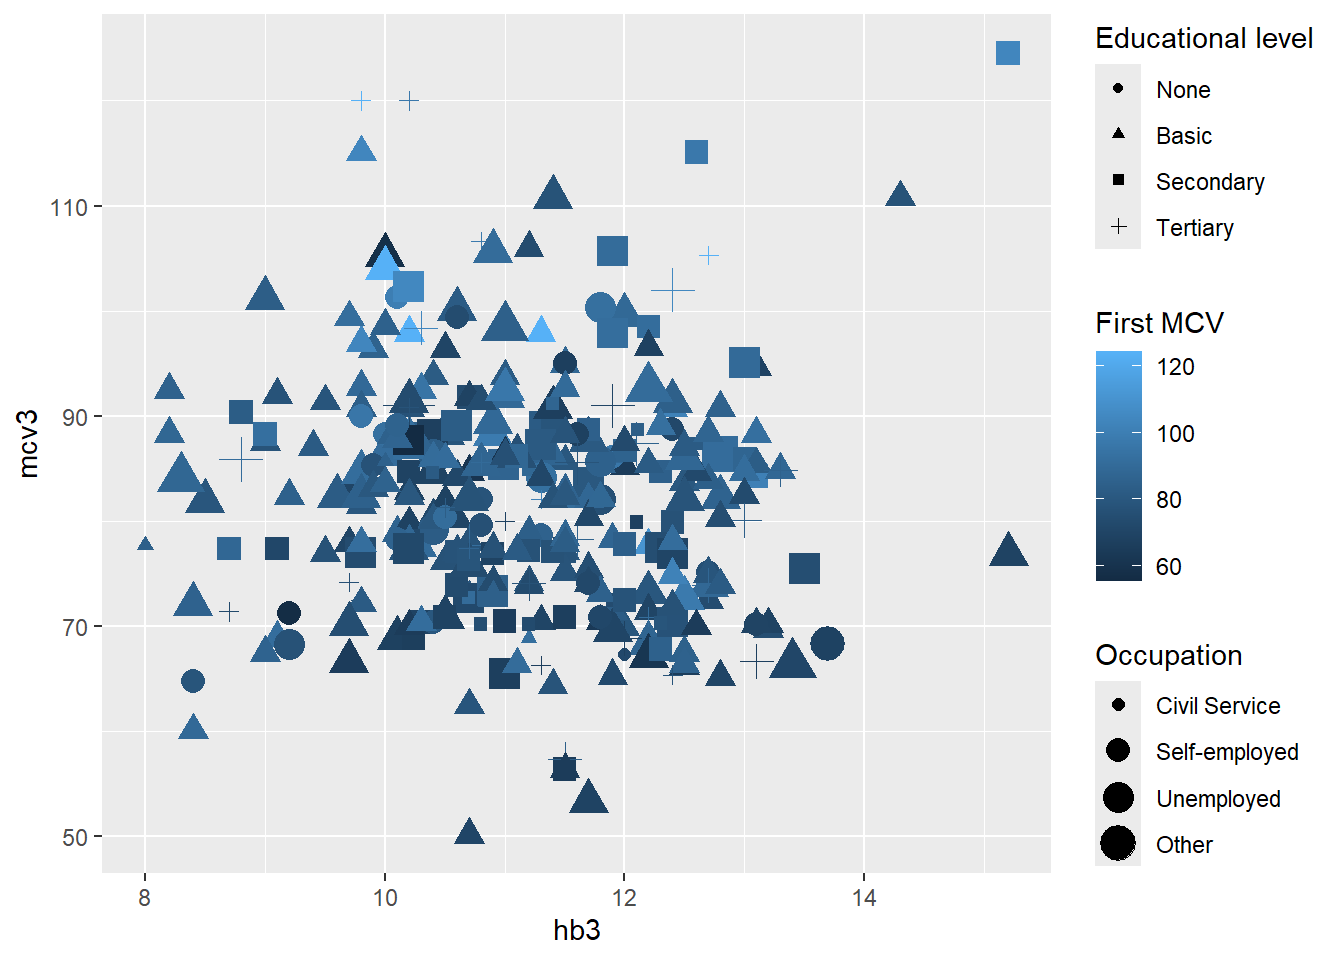 mcv3
110
90
70
50
8
10
12
14
hb3
Educational level
None
Basic
Secondary
Tertiary
First MCV
120
100
80
60
Occupation
Civil Service
Self-employed
Unemployed
Other